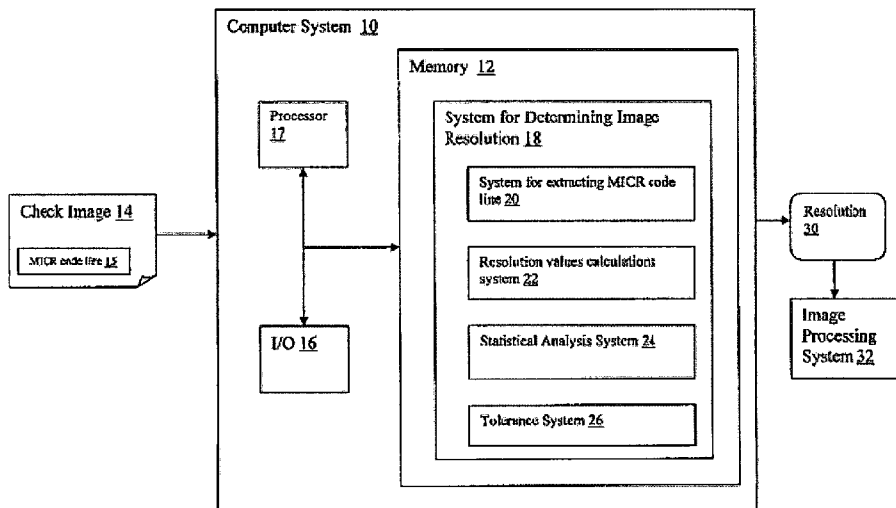 Computer System 10
Memory 12
Processor
17
System for Determining Image
Resolution 18
System for extracting MICR code
line 20
Check Image 14
MICR code line 15
Resolution
30
Resolution values calculations
system 22
I/O 16
Statistical Analysis System 24
Image
Processing
System 32
Tolerance System 26